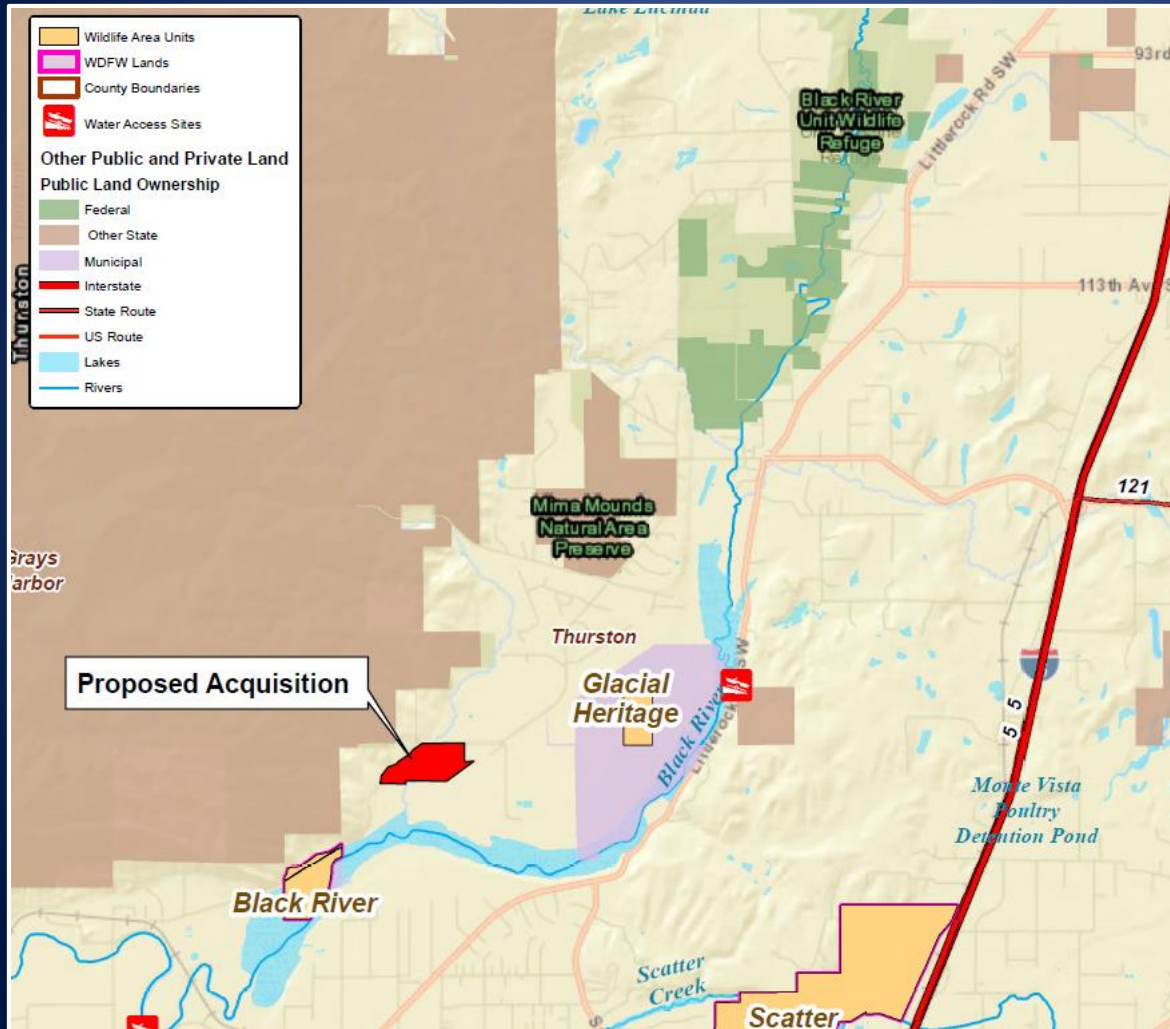 Wildlife Area Units
WDFW Lands
County Boundaries
Water Access Sites
Other Public and Private Land
Public Land Ownership
Federal
Other State
Municipal
Interstate
State Route
US Route
Lakes
Rivers
Thurston
Lake Lucinda
Black River
Unit Wildlife
Refuge
Littlerock Rd SW
93rd
113th Av S
121
Mima Mounds
Natural Area
Preserve
Grays
arbor
Thurston
Proposed Acquisition
Glacial
Heritage
Black River
Littlerock
SW
5
5
Monte Vista
Poultry
Detention Pond
Black River
Scatter
Creek
S
Scatter